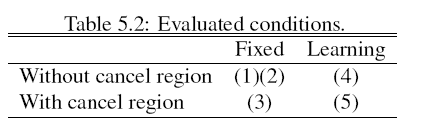 Table 5.2: Evaluated conditions.
Fixed Learning
Without cancel region (1)(2) (4)
With cancel region (3) (5)